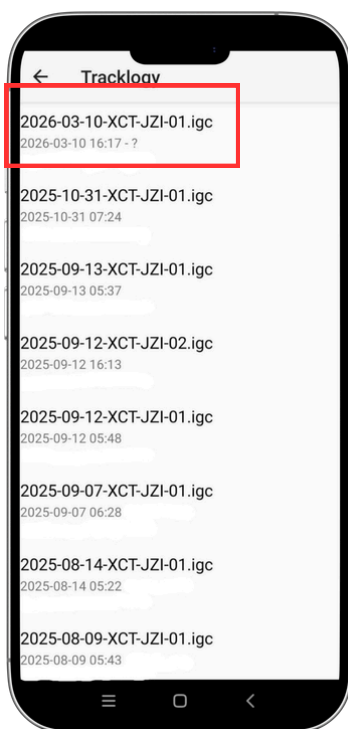 Tracklogy
2026-03-10-XCT-JZI-01.igc
2026-03-10 16:17 - ?
2025-10-31-XCT-JZI-01.igc
2025-10-31 07:24
2025-09-13-XCT-JZI-01.igc
2025-09-13 05:37
2025-09-12-XCT-JZI-02.igc
2025-09-12 16:13
2025-09-12-XCT-JZI-01.igc
2025-09-12 05:48
2025-09-07-XCT-JZI-01.igc
2025-09-07 06:28
2025-08-14-XCT-JZI-01.igc
2025-08-14 05:22
2025-08-09-XCT-JZI-01.igc
2025-08-09 05:43